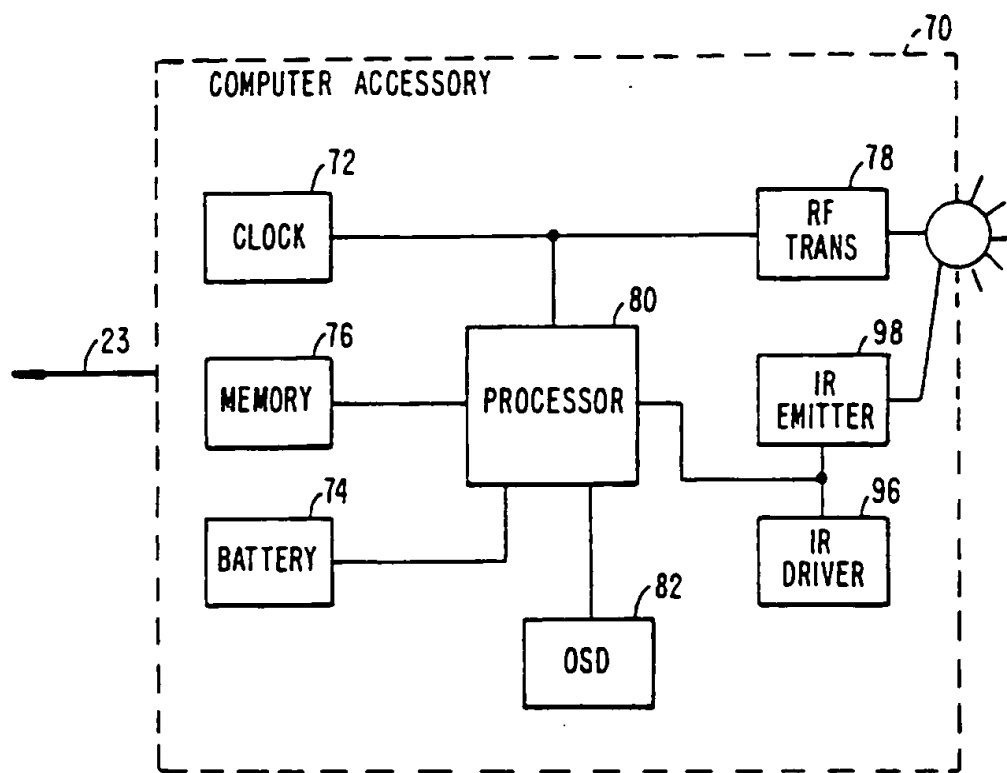 70
COMPUTER ACCESSORY
72
CLOCK
78
RF
TRANS
23
76
MEMORY
80
PROCESSOR
98
IR
EMITTER
74
BATTERY
96
IR
DRIVER
82
OSD